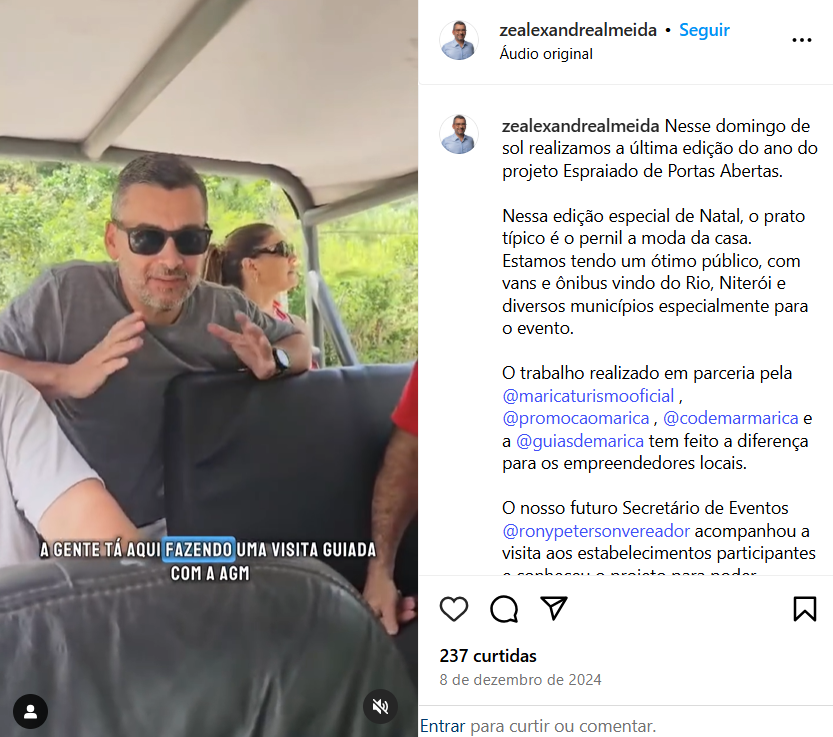 A GENTE TÁ AQUI FAZENDO UMA VISITA GUIADA
COM A AGM
zealexandrealmeida • Seguir
Áudio original
zealexandrealmeida Nesse domingo de
sol realizamos a última edição do ano do
projeto Espraiado de Portas Abertas.
Nessa edição especial de Natal, o prato
típico é o pernil a moda da casa.
Estamos tendo um ótimo público, com
vans e ônibus vindo do Rio, Niterói e
diversos municípios especialmente para
o evento.
O trabalho realizado em parceria pela
@maricaturismooficial ,
@promocaomarica , @codemarmarica e
a @guiasdemarica tem feito a diferença
para os empreendedores locais.
O nosso futuro Secretário de Eventos
@ronypetersonvereador acompanhou a
visita aos estabelecimentos participantes
e conheceu o projeto para poder
237 curtidas
8 de dezembro de 2024
Entrar para curtir ou comentar.